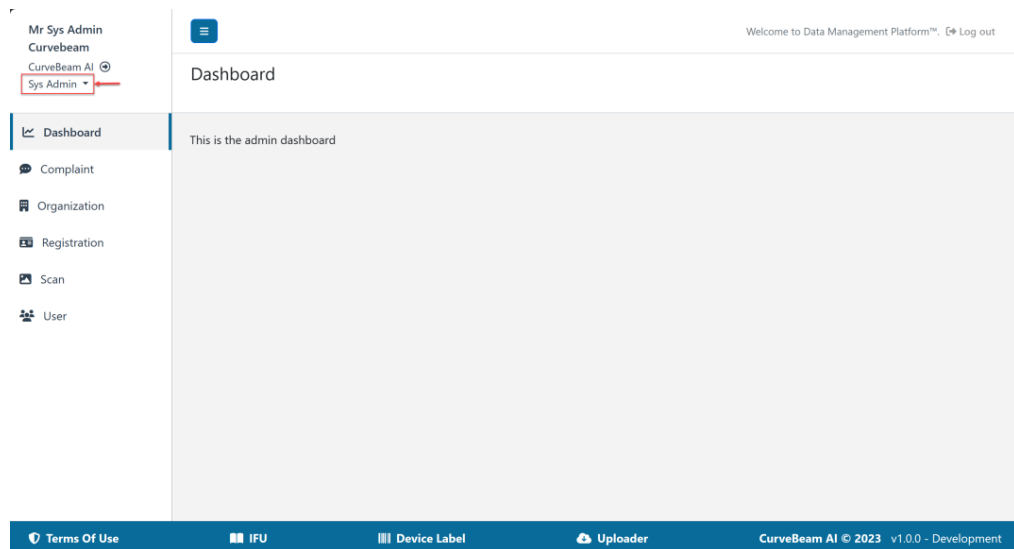 Mr Sys Admin
Curvebeam
CurveBeam AI
Sys Admin
Welcome to Data Management Platform™. Log out
Dashboard
Dashboard
Complaint
Organization
Registration
Scan
User
This is the admin dashboard
Terms Of Use IFU Device Label Uploader CurveBeam AI © 2023 v1.0.0 - Development